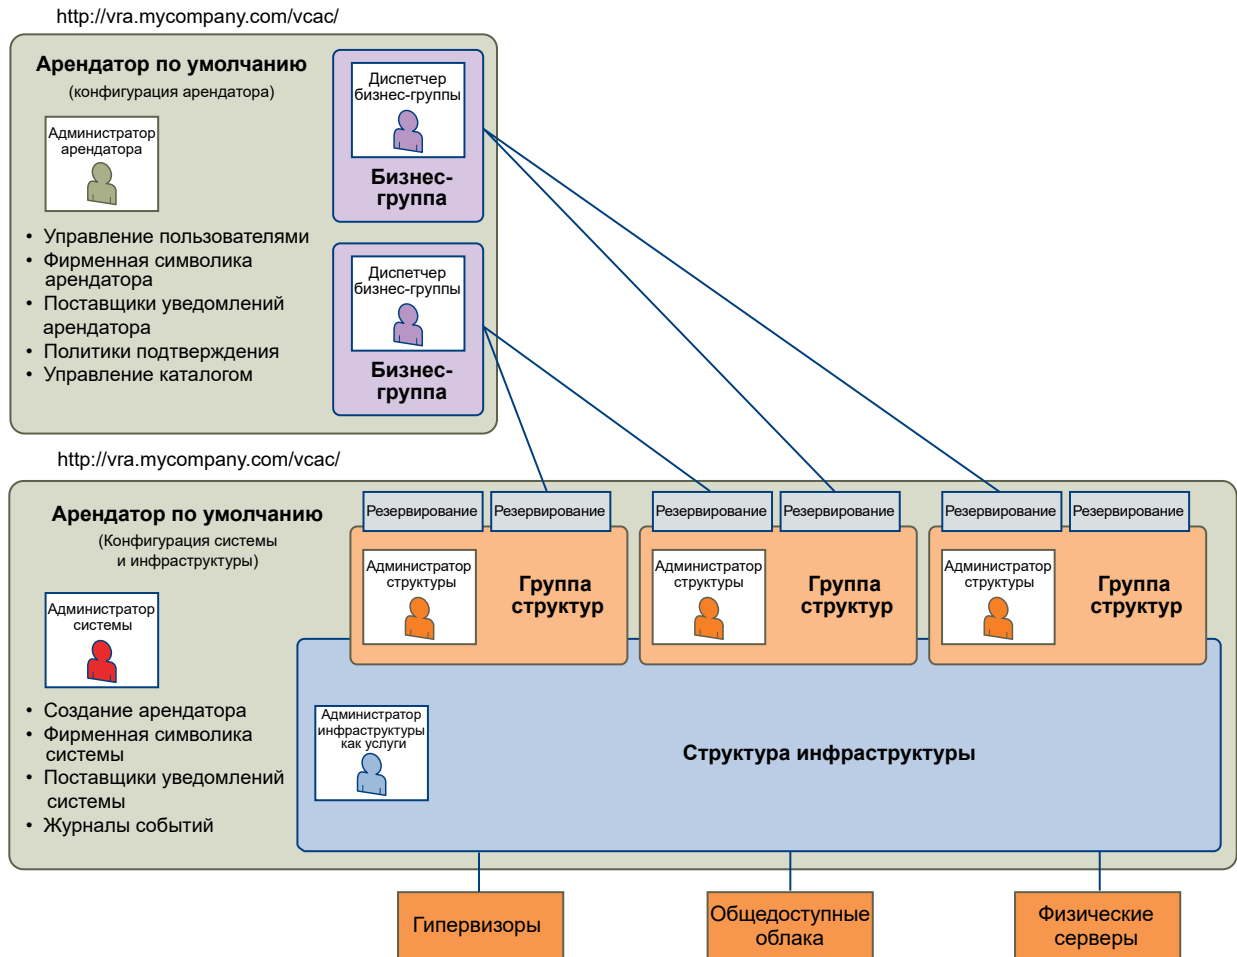 http://vra.mycompany.com/vcac/
Арендатор по умолчанию
(конфигурация арендатора)
Администратор
арендатора
• Управление пользователями
• Фирменная символика
арендатора
• Поставщики уведомлений
арендатора
• Политики подтверждения
• Управление каталогом
Диспетчер
бизнес-группы
Бизнес-
группа
Диспетчер
бизнес-группы
Бизнес-
группа
http://vra.mycompany.com/vcac/
Арендатор по умолчанию
(Конфигурация системы
и инфраструктуры)
Администратор
системы
• Создание арендатора
• Фирменная символика
системы
• Поставщики уведомлений
системы
• Журналы событий
Резервирование
Резервирование
Администратор
структуры
Группа
структур
Резервирование
Резервирование
Администратор
структуры
Группа
структур
Резервирование
Резервирование
Администратор
структуры
Группа
структур
Администратор
инфраструктуры
как услуги
Структура инфраструктуры
Гипервизоры
Общедоступные
облака
Физические
серверы